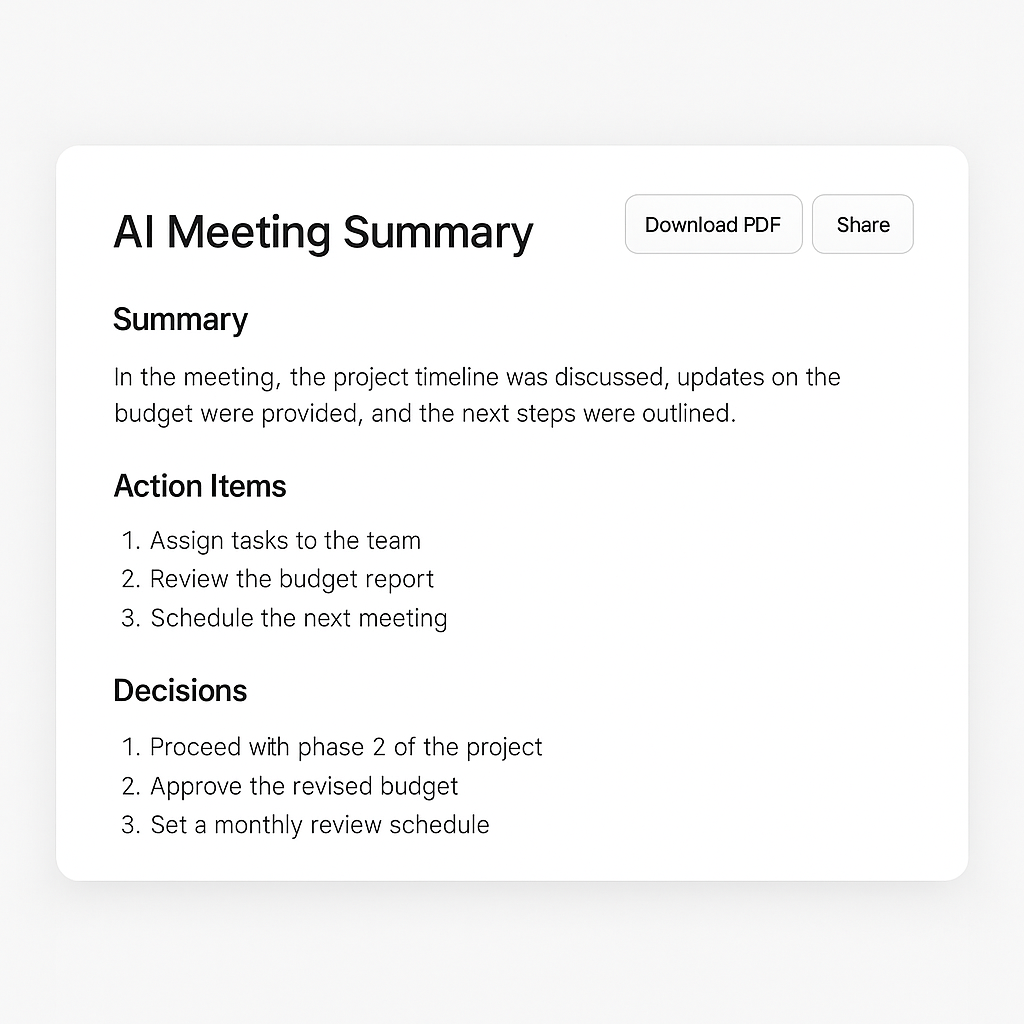 AI Meeting Summary
Download PDF
Share
Summary
In the meeting, the project timeline was discussed, updates on the
budget were provided, and the next steps were outlined.
Action Items
1. Assign tasks to the team
2. Review the budget report
3. Schedule the next meeting
Decisions
1. Proceed with phase 2 of the project
2. Approve the revised budget
3. Set a monthly review schedule